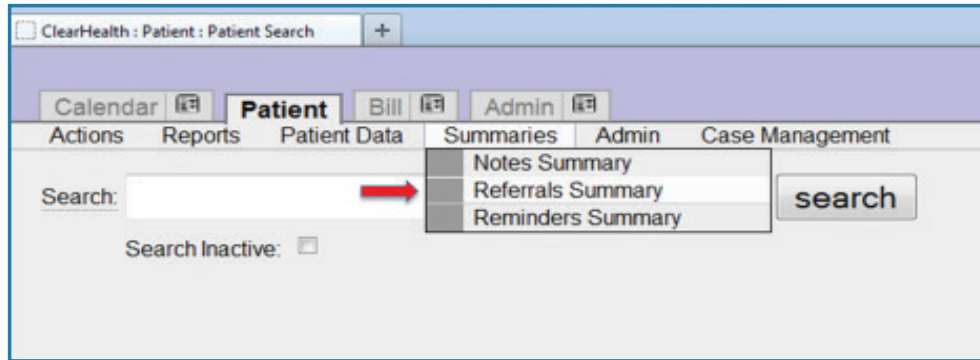 ClearHealth : Patient : Patient Search +
Calendar Patient Bill Admin
Actions Reports Patient Data Summaries Admin Case Management
Notes Summary
Search: Referrals Summary search
Reminders Summary
Search Inactive: